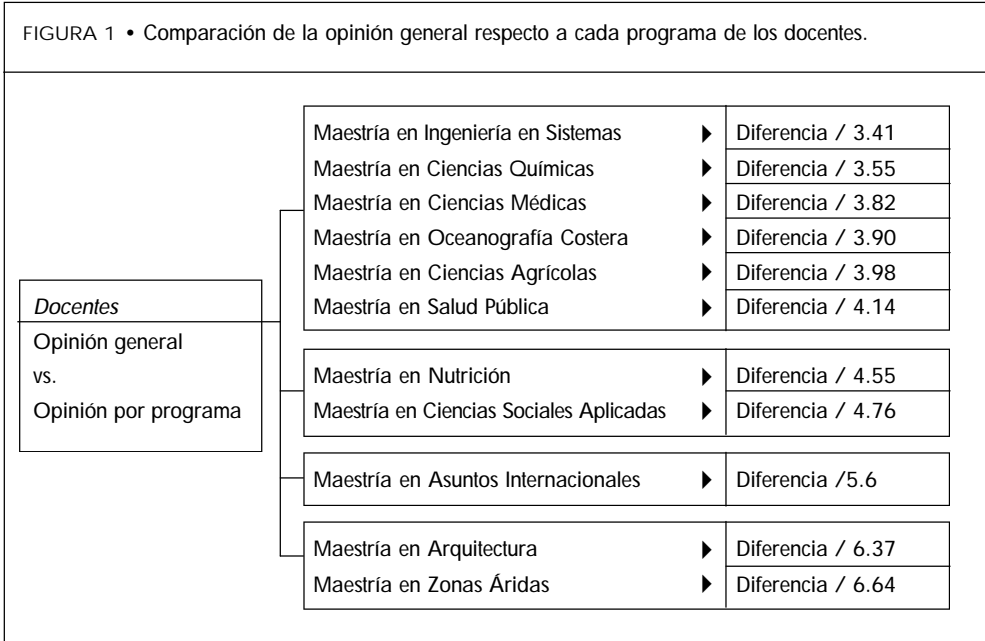 FIGURA 1 • Comparación de la opinión general respecto a cada programa de los docentes.
Docentes
Opinión general
vs.
Opinión por programa
Maestría en Ingeniería en Sistemas ▶ Diferencia / 3.41
Maestría en Ciencias Químicas ▶ Diferencia / 3.55
Maestría en Ciencias Médicas ▶ Diferencia / 3.82
Maestría en Oceanografía Costera ▶ Diferencia / 3.90
Maestría en Ciencias Agrícolas ▶ Diferencia / 3.98
Maestría en Salud Pública ▶ Diferencia / 4.14
Maestría en Nutrición ▶ Diferencia / 4.55
Maestría en Ciencias Sociales Aplicadas ▶ Diferencia / 4.76
Maestría en Asuntos Internacionales ▶ Diferencia /5.6
Maestría en Arquitectura ▶ Diferencia / 6.37
Maestría en Zonas Áridas ▶ Diferencia / 6.64